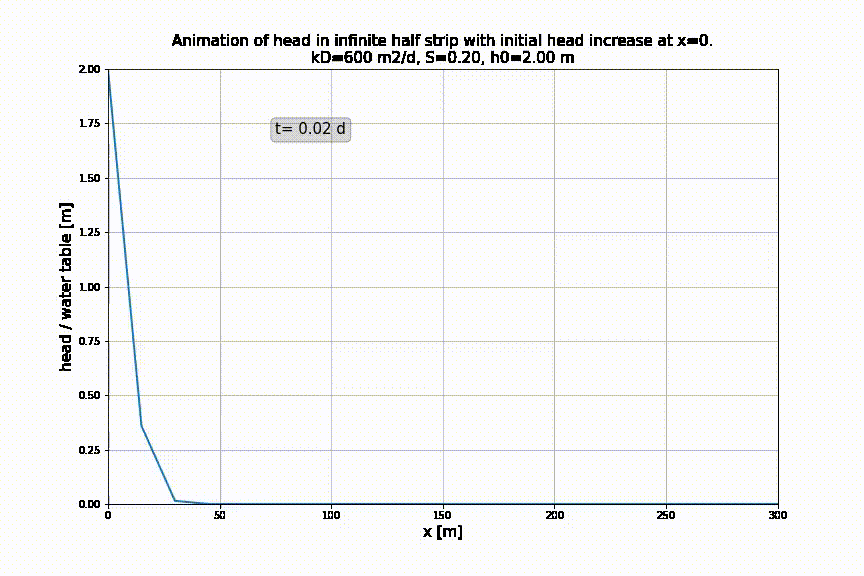 Animation of head in infinite half strip with initial head increase at x=0.
kD=600 m2/d, S=0.20, h0=2.00 m
2.00
t= 0.02 d
1.75
1.50
1.25
1.00
0.75
0.50
0.25
0.00
head / water table [m]
0 50 100 150 200 250 300
x [m]